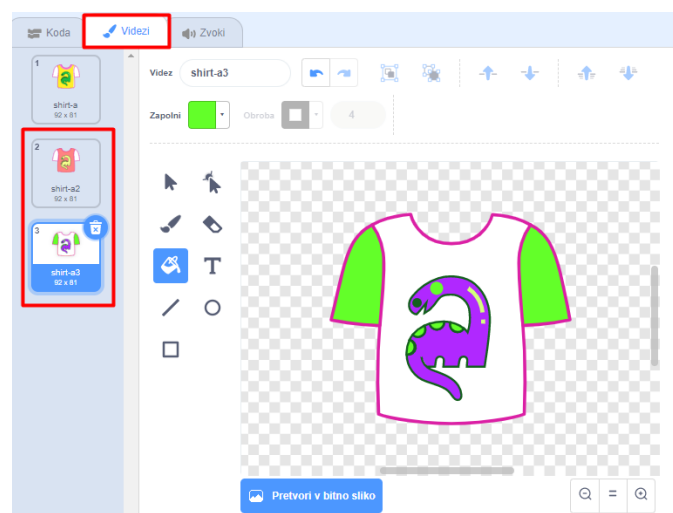 Koda Videzi Zvoki
1
shirt-a
92 x 81
2
shirt-a2
92 x 81
3
shirt-a3
92 x 81
Videz shirt-a3
Zapolni Obroba 4
T
Pretvori v bitno sliko